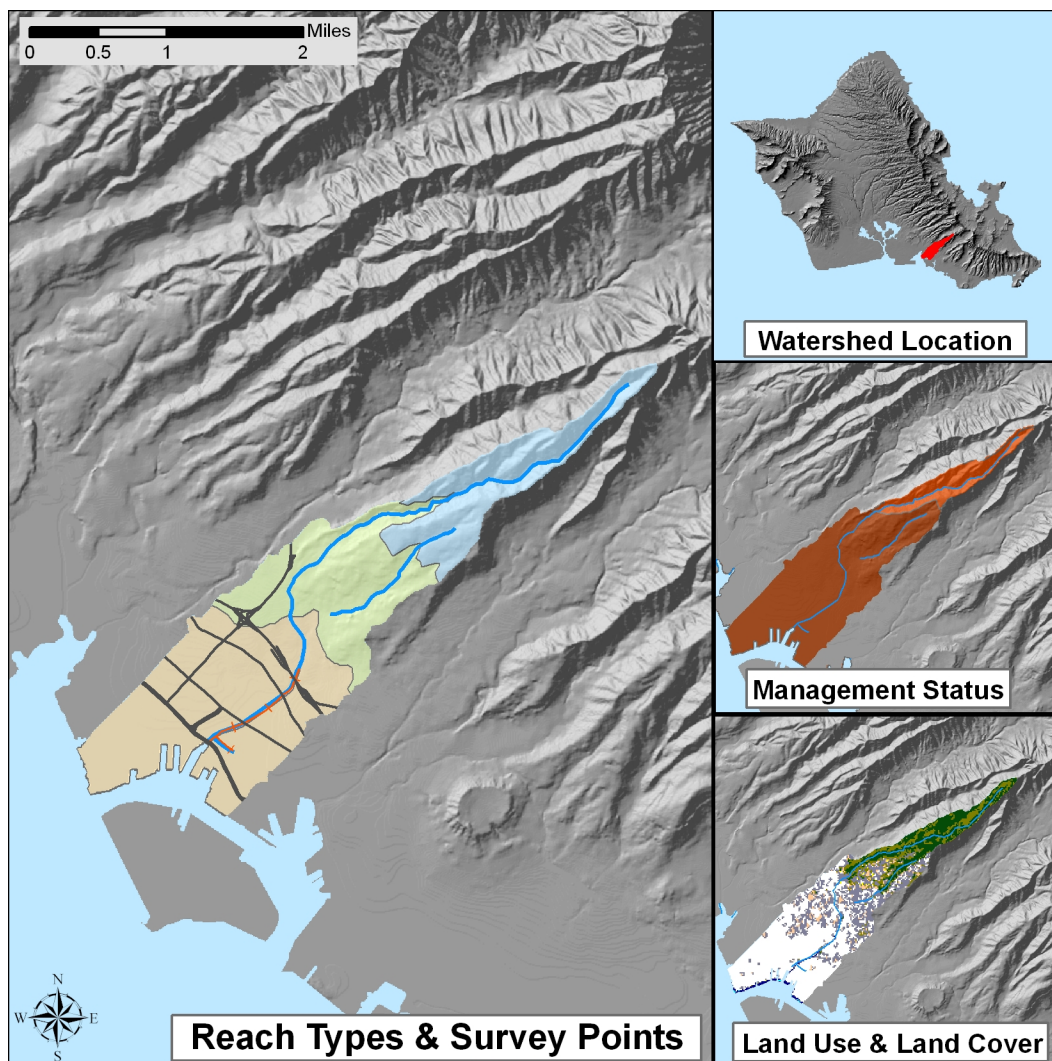 Miles
0 0.5 1 2
Watershed Location
Management Status
N
W E
S
Reach Types & Survey Points
Land Use & Land Cover